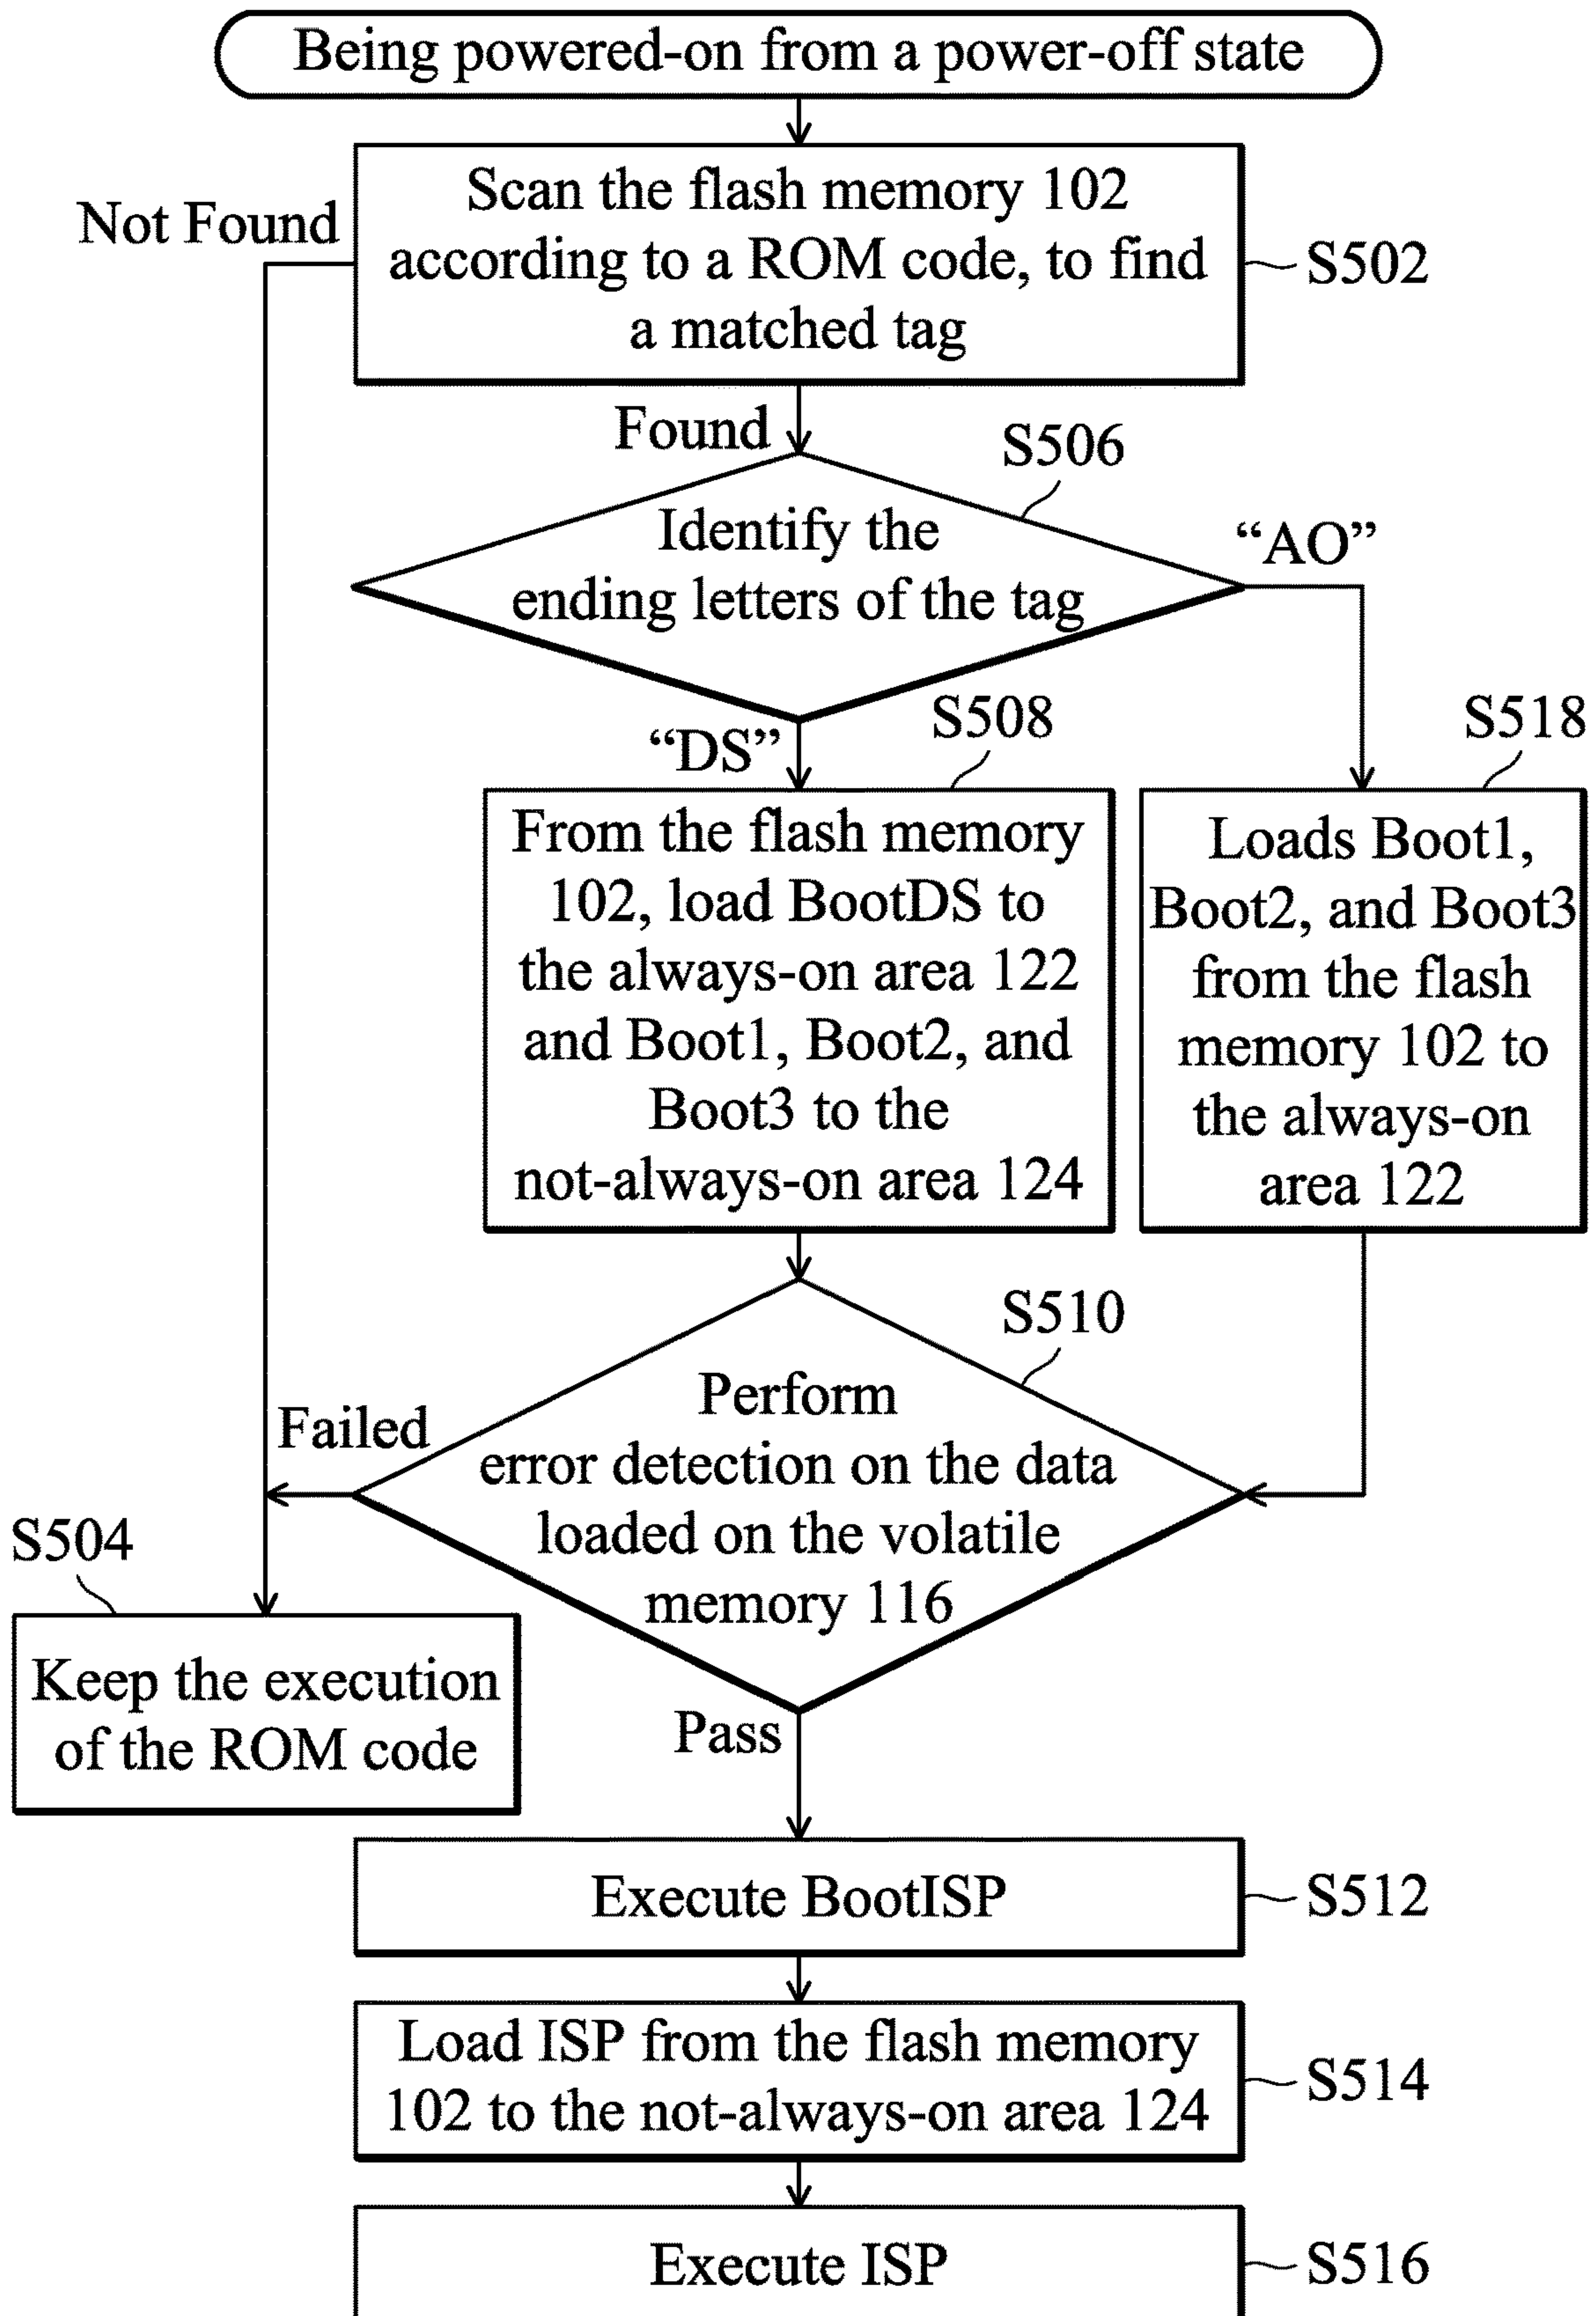 Being powered-on from a power-off state
Scan the flash memory 102
according to a ROM code, to find
a matched tag
S502
Not Found
Found
S506
Identify the
ending letters of the tag
“AO”
“DS”
S508
From the flash memory
102, load BootDS to
the always-on area 122
and Boot1, Boot2, and
Boot3 to the
not-always-on area 124
S518
Loads Boot1,
Boot2, and Boot3
from the flash
memory 102 to
the always-on
area 122
S510
Perform
error detection on the data
loaded on the volatile
memory 116
Failed
S504
Keep the execution
of the ROM code
Pass
Execute BootISP
S512
Load ISP from the flash memory
102 to the not-always-on area 124
S514
Execute ISP
S516